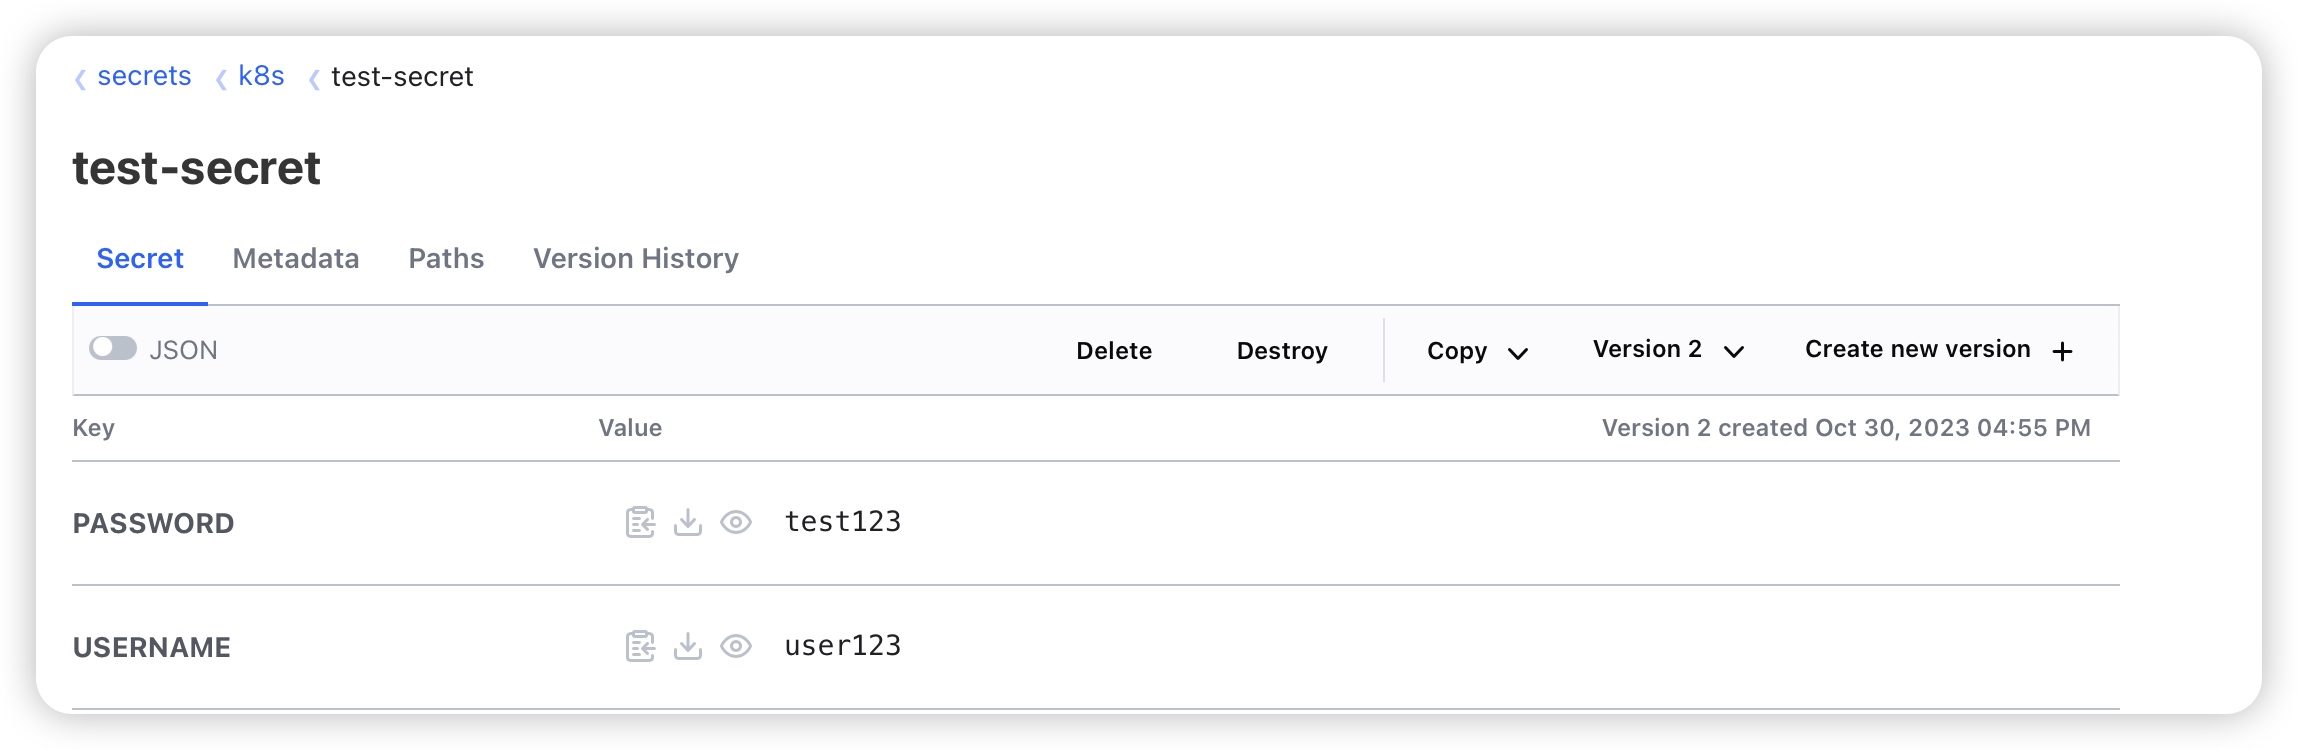 secrets k8s test-secret
test-secret
Secret Metadata Paths Version History
JSON Delete Destroy Copy Version 2 Create new version +
Key Value Version 2 created Oct 30, 2023 04:55 PM
PASSWORD test123
USERNAME user123